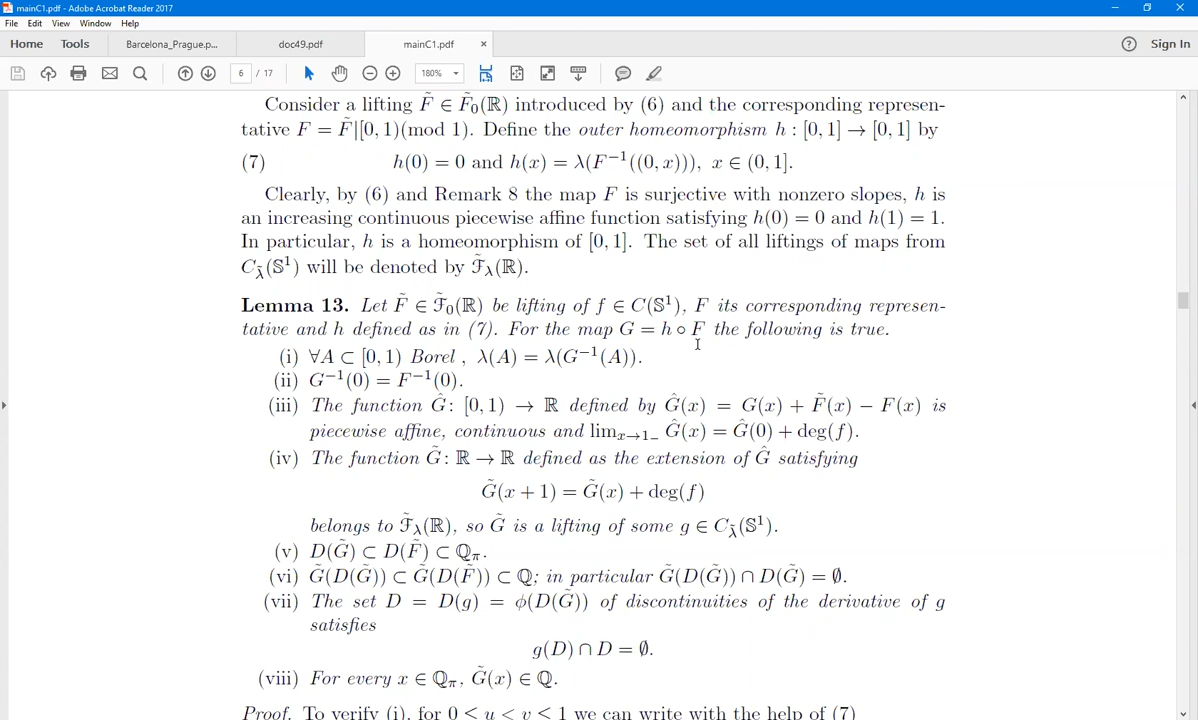 mainC1.pdf - Adobe Acrobat Reader 2017
File Edit View Window Help
Home Tools Barcelona_Prague.p... doc49.pdf mainC1.pdf × ? Sign In
6 / 17 180%
Consider a lifting F̃ ∈ F̃₀(ℝ) introduced by (6) and the corresponding represen-
tative F = F̃|[0, 1)(mod 1). Define the outer homeomorphism h : [0, 1] → [0, 1] by
(7) h(0) = 0 and h(x) = λ(F⁻¹((0, x))), x ∈ (0, 1].
Clearly, by (6) and Remark 8 the map F is surjective with nonzero slopes, h is
an increasing continuous piecewise affine function satisfying h(0) = 0 and h(1) = 1.
In particular, h is a homeomorphism of [0, 1]. The set of all liftings of maps from
C_λ̃(𝕊¹) will be denoted by ℱ̃_λ(ℝ).
Lemma 13. Let F̃ ∈ ℱ̃₀(ℝ) be lifting of f ∈ C(𝕊¹), F its corresponding represen-
tative and h defined as in (7). For the map G = h ∘ F the following is true.
(i) ∀A ⊂ [0, 1) Borel , λ(A) = λ(G⁻¹(A)).
(ii) G⁻¹(0) = F⁻¹(0).
(iii) The function Ĝ: [0, 1) → ℝ defined by Ĝ(x) = G(x) + F̃(x) − F(x) is
piecewise affine, continuous and lim_{x→1−} Ĝ(x) = Ĝ(0) + deg(f).
(iv) The function G̃: ℝ → ℝ defined as the extension of Ĝ satisfying
G̃(x + 1) = G̃(x) + deg(f)
belongs to ℱ̃_λ(ℝ), so G̃ is a lifting of some g ∈ C_λ̃(𝕊¹).
(v) D(G̃) ⊂ D(F̃) ⊂ ℚ_π.
(vi) G̃(D(G̃)) ⊂ G̃(D(F̃)) ⊂ ℚ; in particular G̃(D(G̃)) ∩ D(G̃) = ∅.
(vii) The set D = D(g) = ϕ(D(G̃)) of discontinuities of the derivative of g
satisfies
g(D) ∩ D = ∅.
(viii) For every x ∈ ℚ_π, G̃(x) ∈ ℚ.
Proof. To verify (i), for 0 < u < v < 1 we can write with the help of (7)